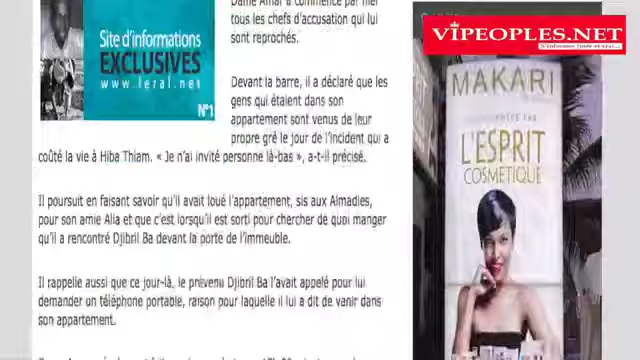 Dame Amar a commencé par nier
tous les chefs d'accusation qui lui
sont reprochés.
Site d'informations
EXCLUSIVES
www.leral.net
N°1
Devant la barre, il a déclaré que les
gens qui étaient dans son
appartement sont venus de leur
propre gré le jour de l'incident qui a
coûté la vie à Hiba Thiam. « Je n'ai invité personne là-bas », a-t-il précisé.
Il poursuit en faisant savoir qu'il avait loué l'appartement, sis aux Almadies,
pour son amie Alia et que c'est lorsqu'il est sorti pour chercher de quoi manger
qu'il a rencontré Djibril Ba devant la porte de l'immeuble.
Il rappelle aussi que ce jour-là, le prévenu Djibril Ba l'avait appelé pour lui
demander un téléphone portable, raison pour laquelle il lui a dit de vanir dans
son appartement.
VIPEOPLES.NET
S'informer juste et vrai...
MAKARI
L'ESPRIT
COSMETIQUE